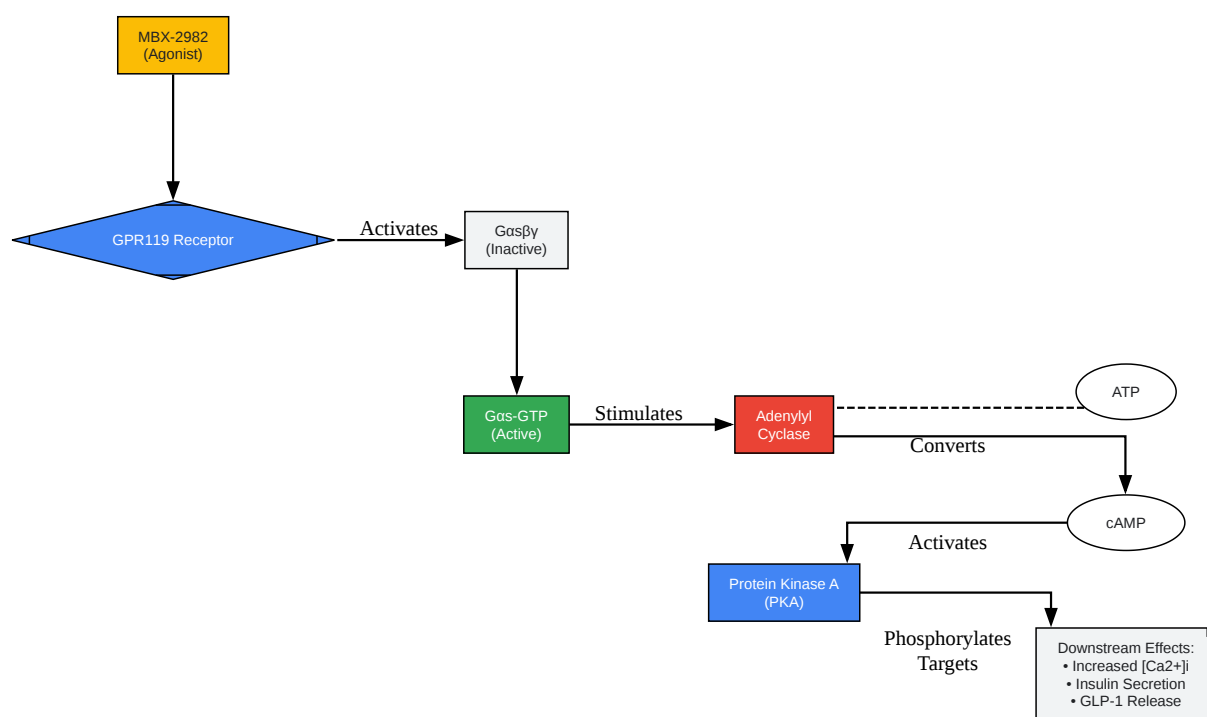 MBX-2982
(Agonist)
GPR119 Receptor
Activates
Gαsβγ
(Inactive)
Gαs-GTP
(Active)
Stimulates
Adenylyl
Cyclase
ATP
Converts
cAMP
Activates
Protein Kinase A
(PKA)
Phosphorylates
Targets
Downstream Effects:
• Increased [Ca2+]i
• Insulin Secretion
• GLP-1 Release